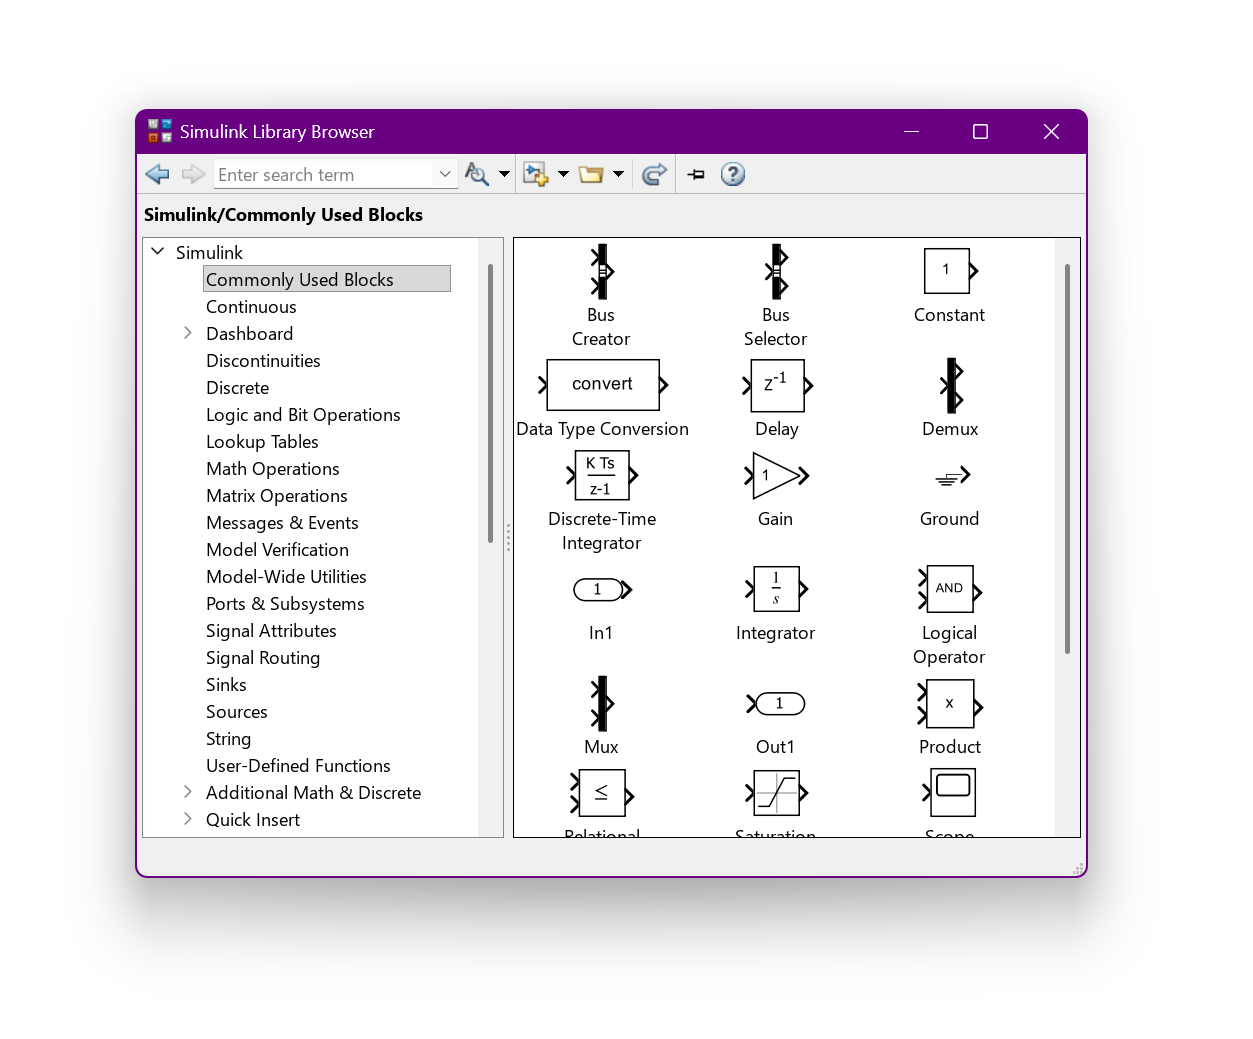 Simulink Library Browser
Enter search term
Simulink/Commonly Used Blocks
Simulink
Commonly Used Blocks
Continuous
Dashboard
Discontinuities
Discrete
Logic and Bit Operations
Lookup Tables
Math Operations
Matrix Operations
Messages & Events
Model Verification
Model-Wide Utilities
Ports & Subsystems
Signal Attributes
Signal Routing
Sinks
Sources
String
User-Defined Functions
Additional Math & Discrete
Quick Insert
Bus
Creator
Bus
Selector
1
Constant
convert
Data Type Conversion
z-1
Delay
Demux
K Ts
z-1
Discrete-Time
Integrator
1
Gain
Ground
1
In1
1
s
Integrator
AND
Logical
Operator
Mux
1
Out1
x
Product
≤
Relational
Saturation
Scope